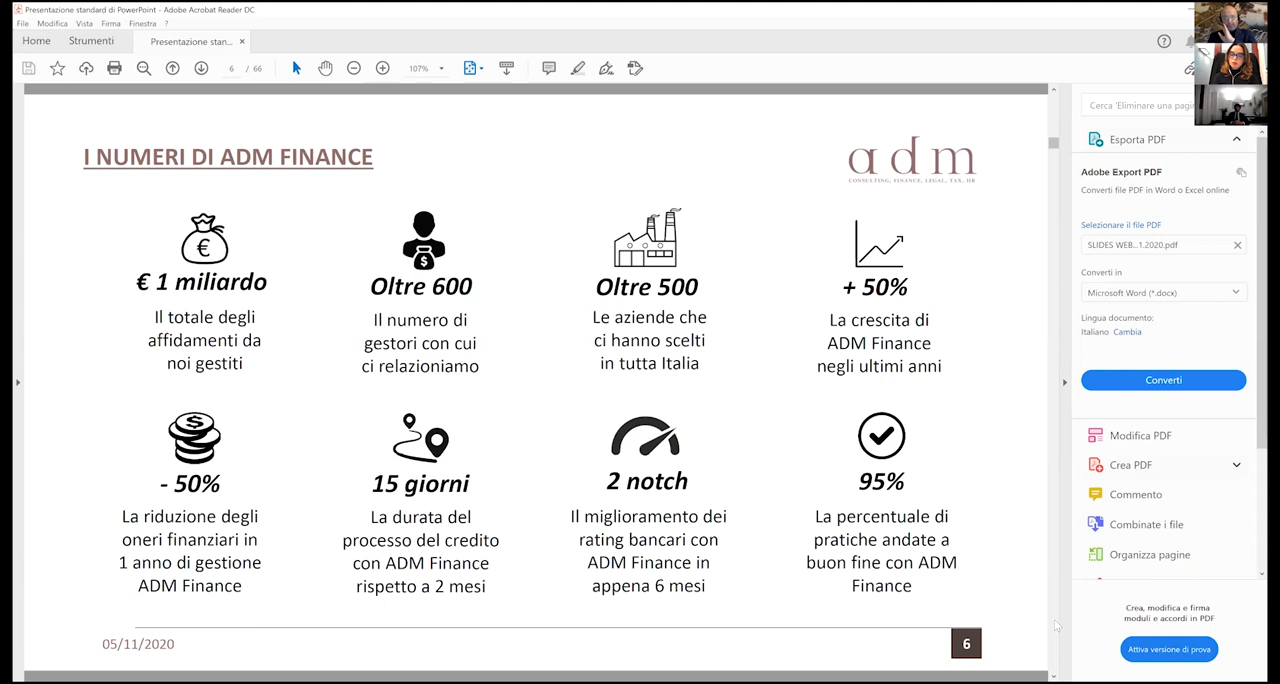 Presentazione standard di PowerPoint - Adobe Acrobat Reader DC
File Modifica Vista Firma Finestra ?
Home Strumenti Presentazione stan... ×
6 / 66 107%
I NUMERI DI ADM FINANCE
adm
CONSULTING, FINANCE, LEGAL, TAX, HR
€ 1 miliardo
Il totale degli
affidamenti da
noi gestiti
Oltre 600
Il numero di
gestori con cui
ci relazioniamo
Oltre 500
Le aziende che
ci hanno scelti
in tutta Italia
+ 50%
La crescita di
ADM Finance
negli ultimi anni
- 50%
La riduzione degli
oneri finanziari in
1 anno di gestione
ADM Finance
15 giorni
La durata del
processo del credito
con ADM Finance
rispetto a 2 mesi
2 notch
Il miglioramento dei
rating bancari con
ADM Finance in
appena 6 mesi
95%
La percentuale di
pratiche andate a
buon fine con ADM
Finance
05/11/2020
6
Cerca 'Eliminare una pagi
Esporta PDF
Adobe Export PDF
Converti file PDF in Word o Excel online
Selezionare il file PDF
SLIDES WEB...1.2020.pdf
Converti in
Microsoft Word (*.docx)
Lingua documento:
Italiano Cambia
Converti
Modifica PDF
Crea PDF
Commento
Combinate i file
Organizza pagine
Crea, modifica e firma
moduli e accordi in PDF
Attiva versione di prova